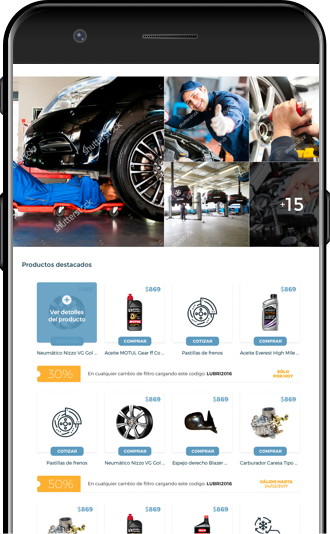 shutterstock
shutterstock
+15
Productos destacados
$869
$869
$869
Ver detalles
del producto
COMPRAR
COTIZAR
COMPRAR
Neumático Nizzo VG Gol ...
Aceite MOTUL Gear ff Co ...
Pastillas de frenos
Aceite Everest High Mile ...
30%
En cualquier cambio de filtro cargando este codigo: LUBRI2016
SÓLO
POR HOY
$869
$869
$869
COTIZAR
COMPRAR
COMPRAR
COMPRAR
Pastillas de frenos
Neumático Nizzo VG Gol ...
Espejo derecho Blazer ...
Carburador Caresa Tipo ...
50%
En cualquier cambio de filtro cargando este codigo: LUBRI2016
VÁLIDO HASTA
$869
$869
$869